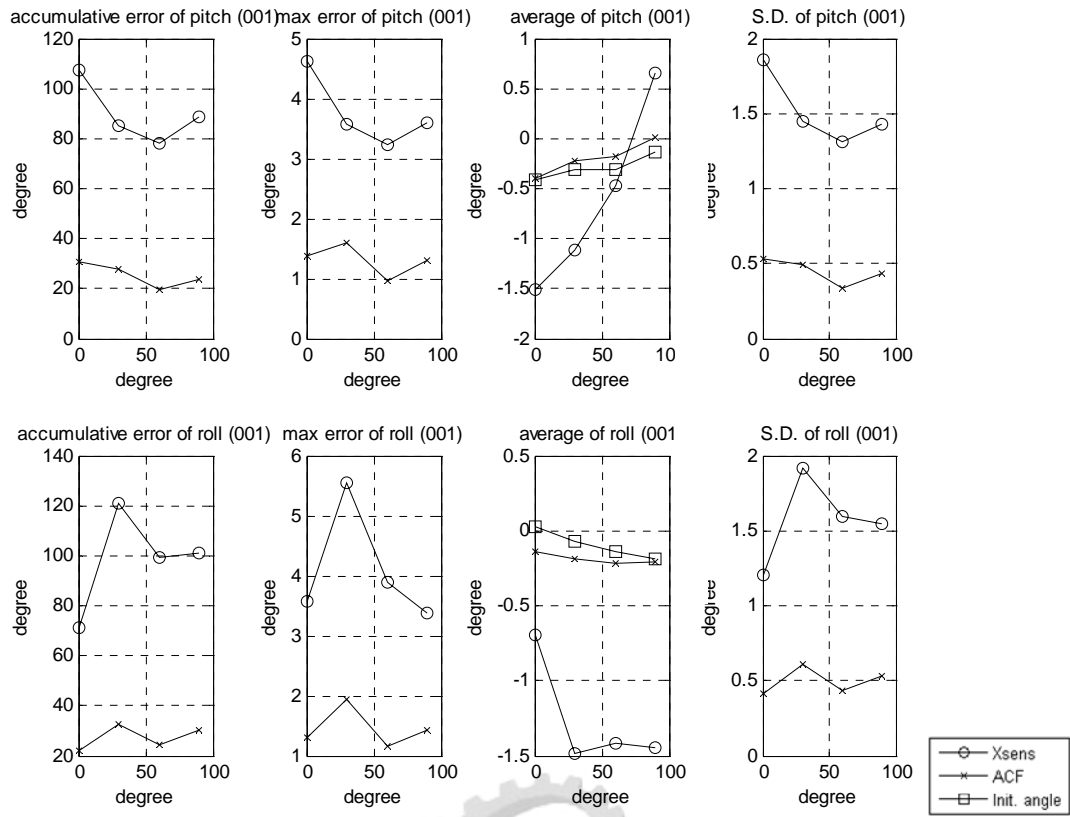 accumulative error of pitch (001) max error of pitch (001) average of pitch (001) S.D. of pitch (001)
120 5 1 2
100 4 0.5 1.5
80 3 0 1
60 2 -0.5 0.5
40 1 -1 0
20 0 -1.5
0 -2
degree degree degree degree
0 50 100 0 50 100 0 50 10 0 50 100
degree degree degree degree
accumulative error of roll (001) max error of roll (001) average of roll (001 S.D. of roll (001)
140 6 0.5 2
120 5 0 1.5
100 4 -0.5 1
80 3 -1 0.5
60 2 -1.5 0
40 1
20
degree degree degree degree
0 50 100 0 50 100 0 50 100 0 50 100
degree degree degree degree
Xsens
ACF
Init. angle